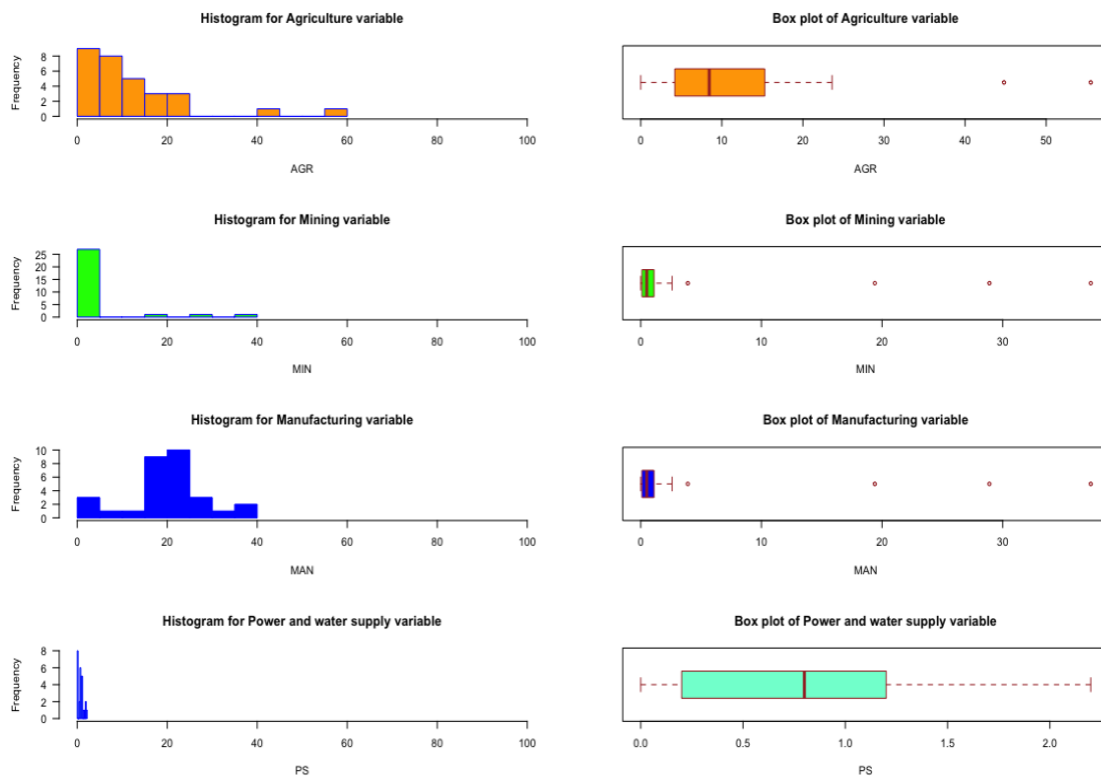 Histogram for Agriculture variable
Frequency
0 2 4 6 8
0 20 40 60 80 100
AGR
Box plot of Agriculture variable
0 10 20 30 40 50
AGR
Histogram for Mining variable
Frequency
0 5 10 15 20 25
0 20 40 60 80 100
MIN
Box plot of Mining variable
0 10 20 30
MIN
Histogram for Manufacturing variable
Frequency
0 2 4 6 8 10
0 20 40 60 80 100
MAN
Box plot of Manufacturing variable
0 10 20 30
MAN
Histogram for Power and water supply variable
Frequency
0 2 4 6 8
0 20 40 60 80 100
PS
Box plot of Power and water supply variable
0.0 0.5 1.0 1.5 2.0
PS